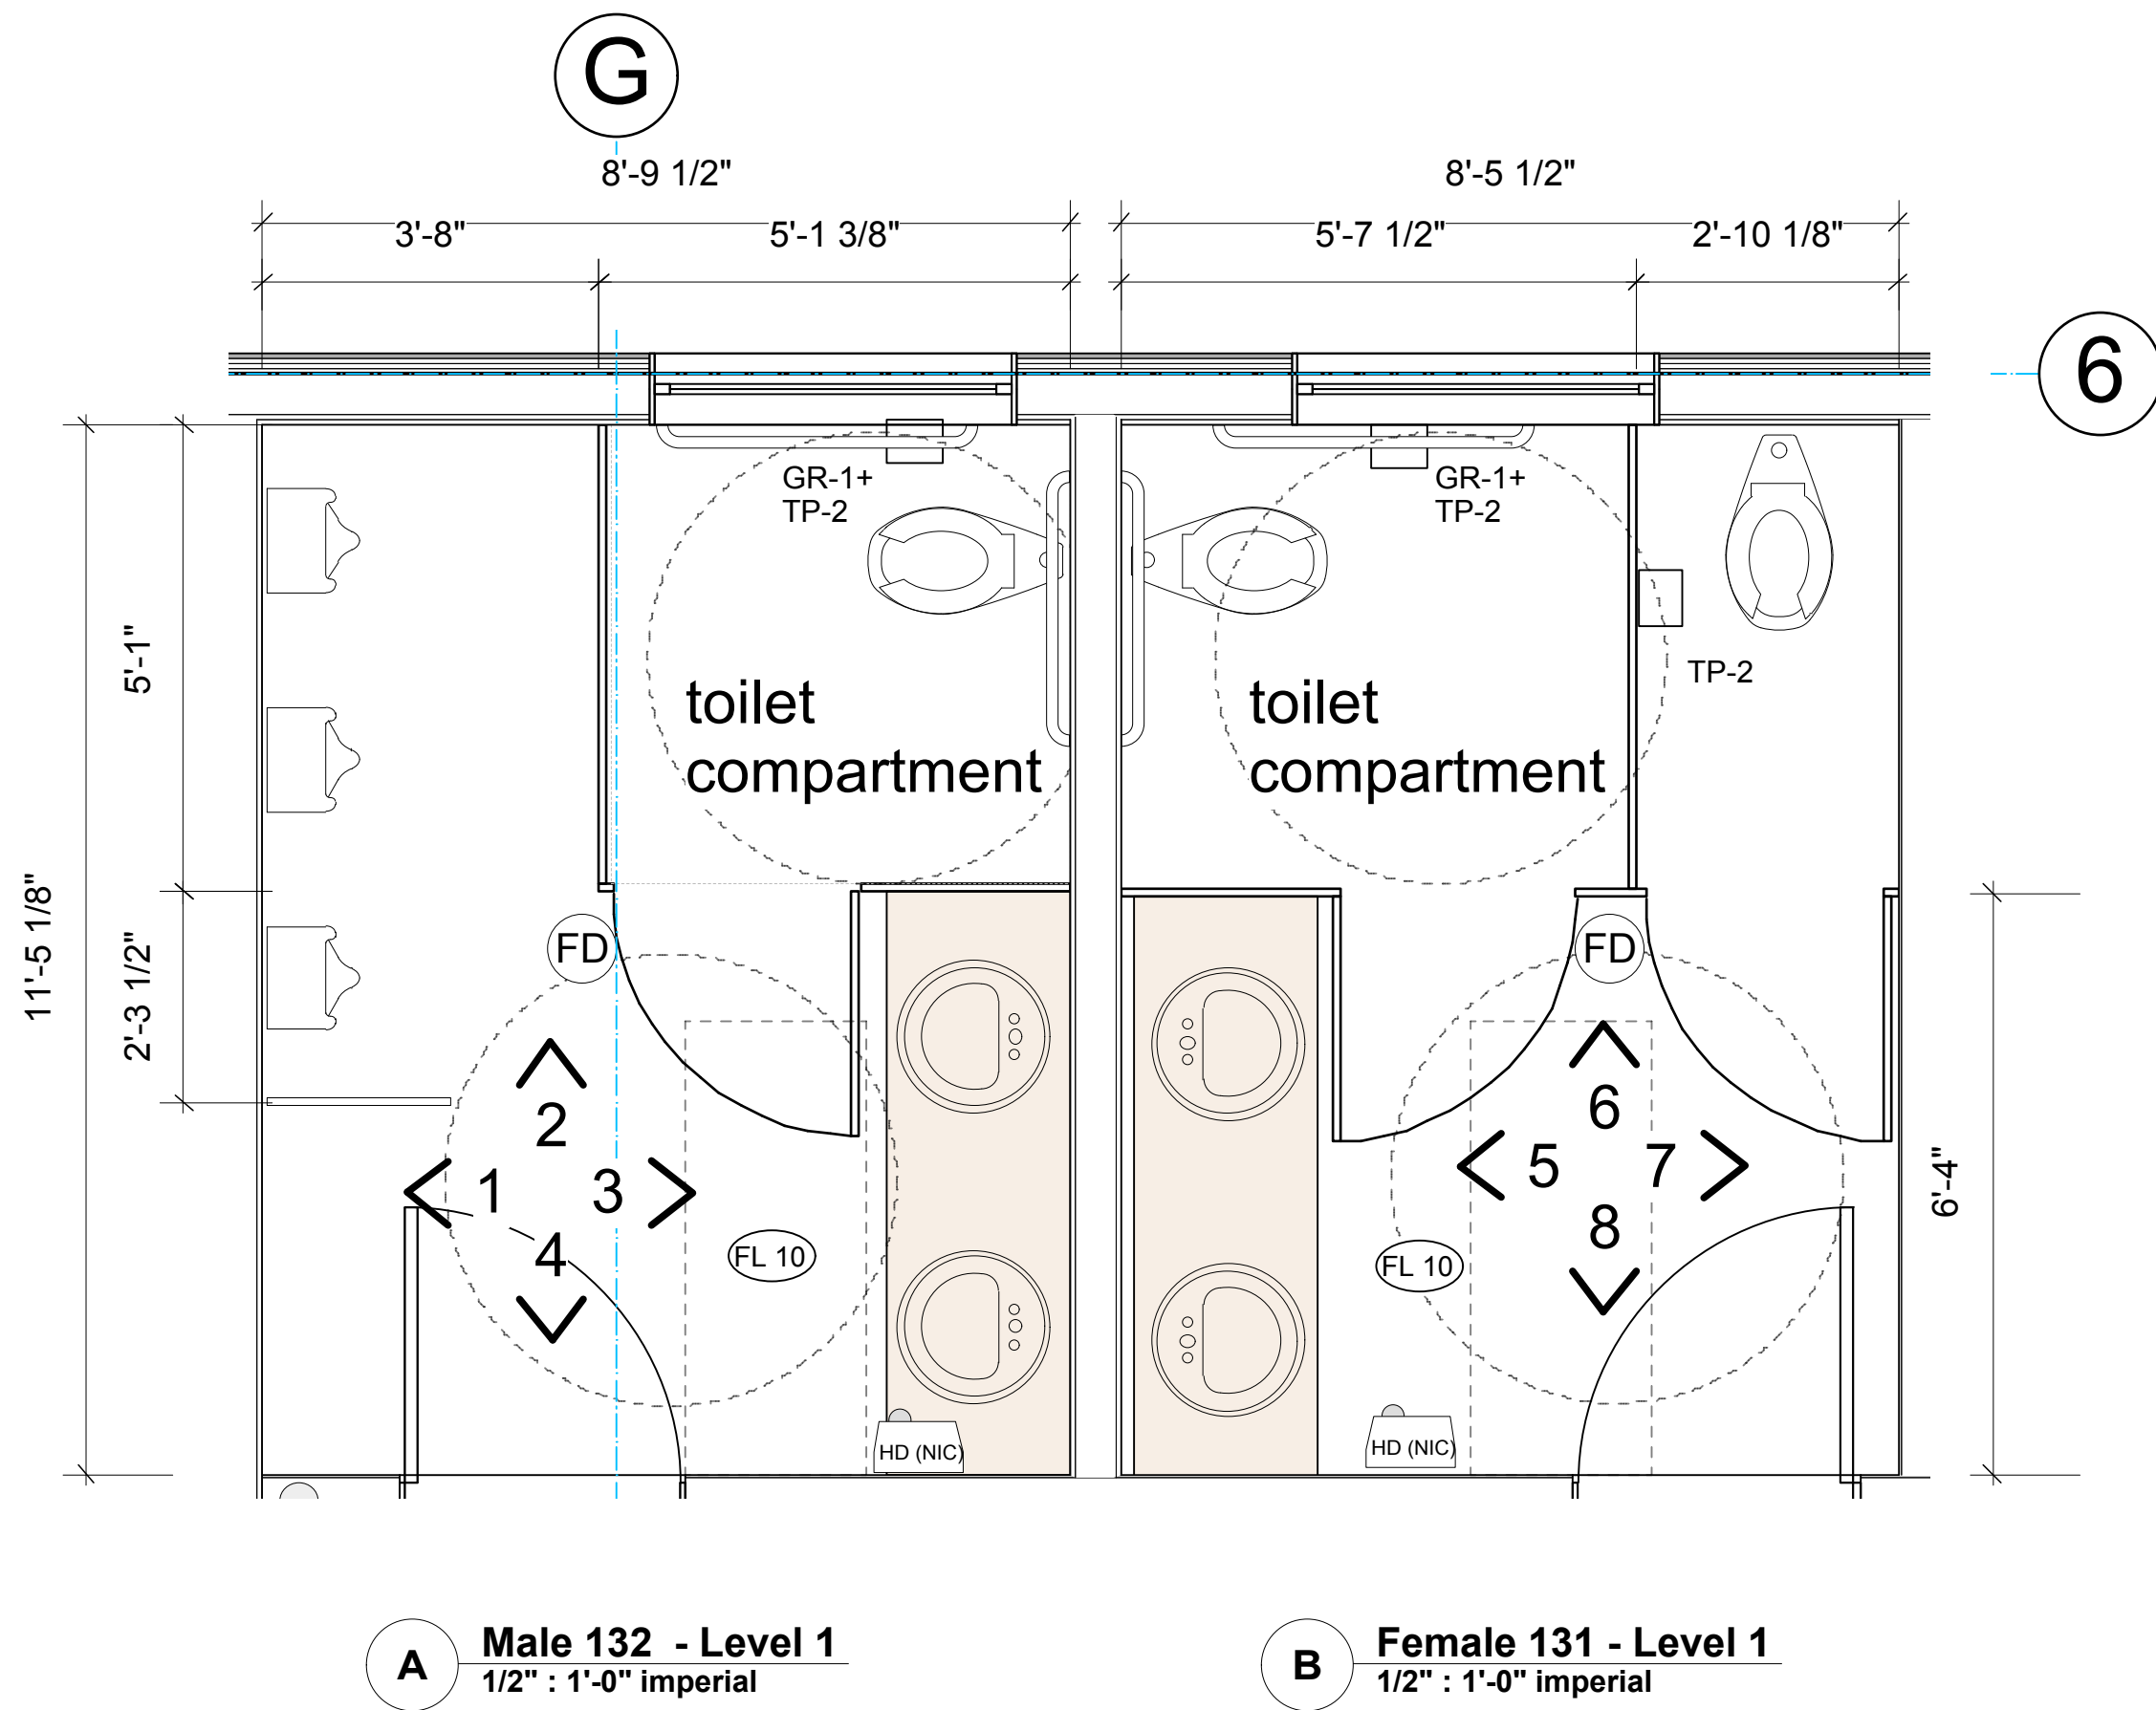 G
8'-9 1/2"
8'-5 1/2"
3'-8"
5'-1 3/8"
5'-7 1/2"
2'-10 1/8"
6
GR-1+
TP-2
GR-1+
TP-2
5'-1"
TP-2
toilet
compartment
toilet
compartment
11'-5 1/8"
2'-3 1/2"
FD
FD
2
6
1
3
5
7
6'-4"
4
8
FL 10
FL 10
HD (NIC)
HD (NIC)
A
Male 132 - Level 1
1/2" : 1'-0" imperial
B
Female 131 - Level 1
1/2" : 1'-0" imperial